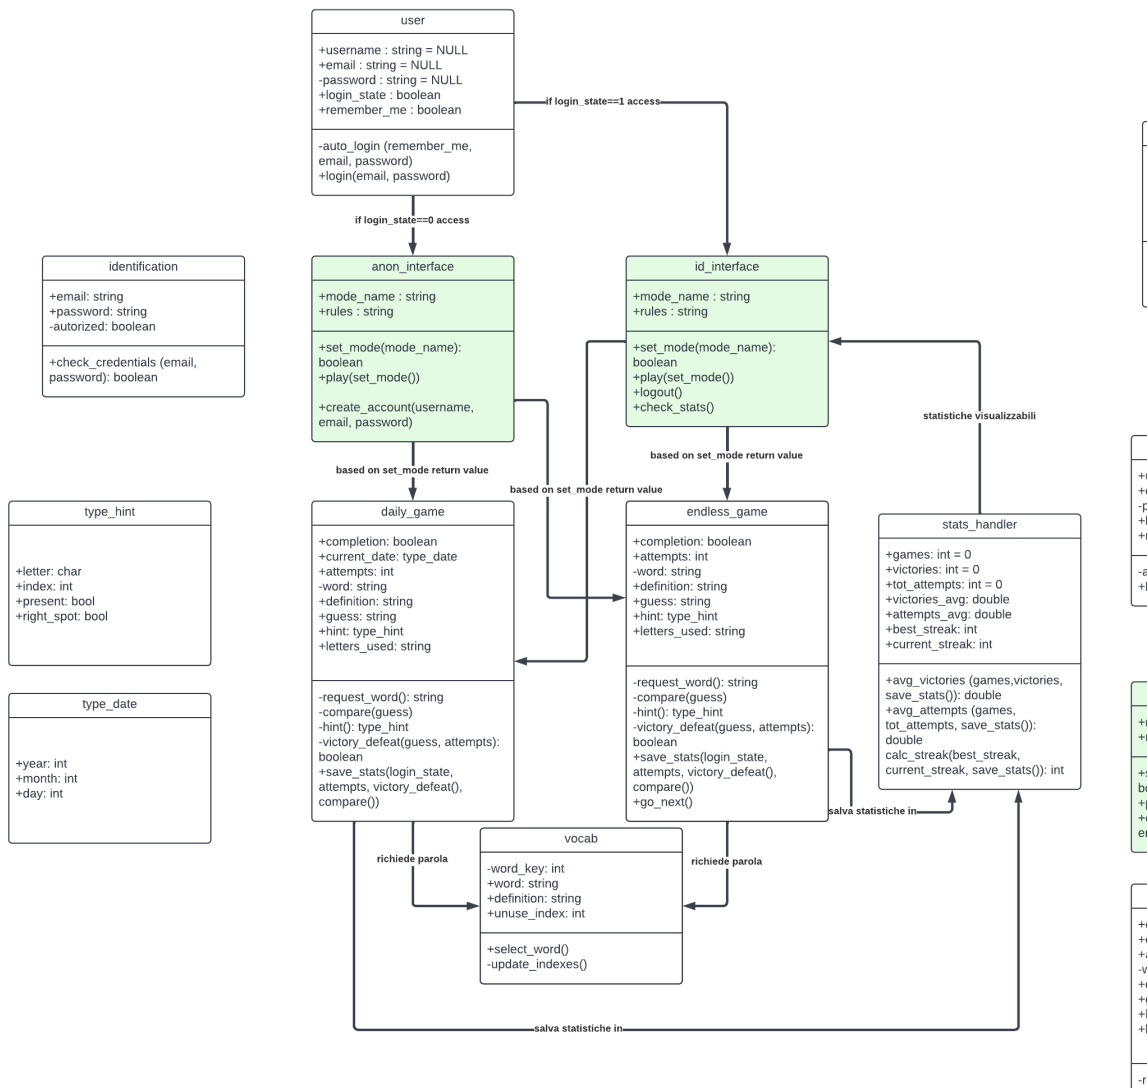 user
+username : string = NULL
+email : string = NULL
-password : string = NULL
+login_state : boolean
+remember_me : boolean
-auto_login (remember_me,
email, password)
+login(email, password)
if login_state==1 access
if login_state==0 access
identification
+email: string
+password: string
-autorized: boolean
+check_credentials (email,
password): boolean
anon_interface
+mode_name : string
+rules : string
+set_mode(mode_name):
boolean
+play(set_mode())
+create_account(username,
email, password)
id_interface
+mode_name : string
+rules : string
+set_mode(mode_name):
boolean
+play(set_mode())
+logout()
+check_stats()
statistiche visualizzabili
based on set_mode return value
based on set_mode return value
based on set_mode return value
type_hint
+letter: char
+index: int
+present: bool
+right_spot: bool
type_date
+year: int
+month: int
+day: int
daily_game
+completion: boolean
+current_date: type_date
+attempts: int
-word: string
+definition: string
+guess: string
+hint: type_hint
+letters_used: string
-request_word(): string
-compare(guess)
-hint(): type_hint
-victory_defeat(guess, attempts):
boolean
+save_stats(login_state,
attempts, victory_defeat(),
compare())
endless_game
+completion: boolean
+attempts: int
-word: string
+definition: string
+guess: string
+hint: type_hint
+letters_used: string
-request_word(): string
-compare(guess)
-hint(): type_hint
-victory_defeat(guess, attempts):
boolean
+save_stats(login_state,
attempts, victory_defeat(),
compare())
+go_next()
stats_handler
+games: int = 0
+victories: int = 0
+tot_attempts: int = 0
+victories_avg: double
+attempts_avg: double
+best_streak: int
+current_streak: int
+avg_victories (games,victories,
save_stats()): double
+avg_attempts (games,
tot_attempts, save_stats()):
double
calc_streak(best_streak,
current_streak, save_stats()): int
salva statistiche in
richiede parola
richiede parola
vocab
-word_key: int
+word: string
+definition: string
+unuse_index: int
+select_word()
-update_indexes()
salva statistiche in